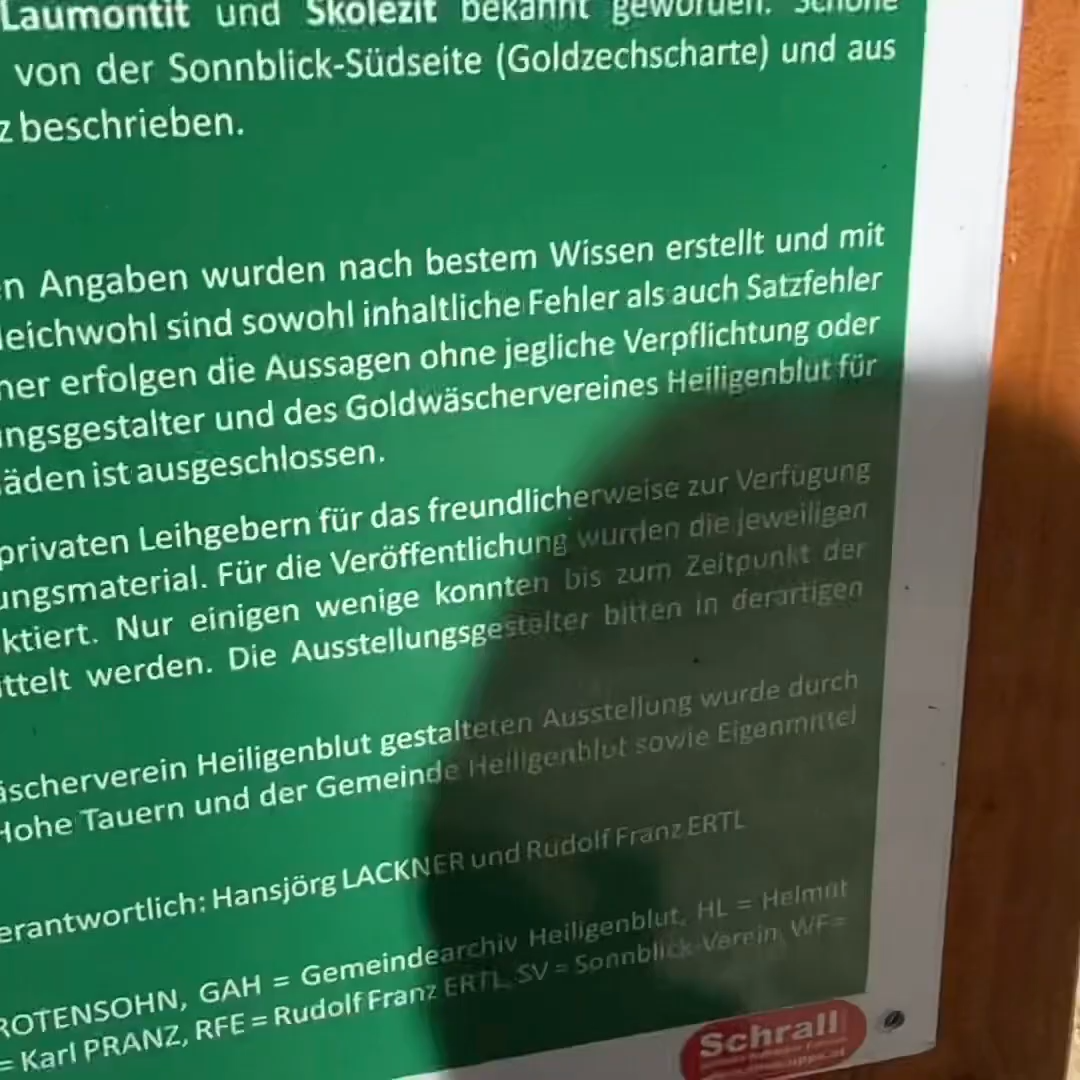 Laumontit und Skolezit bekannt geworden. Schöne
von der Sonnblick-Südseite (Goldzechscharte) und aus
z beschrieben.
en Angaben wurden nach bestem Wissen erstellt und mit
leichwohl sind sowohl inhaltliche Fehler als auch Satzfehler
her erfolgen die Aussagen ohne jegliche Verpflichtung oder
ungsgestalter und des Goldwäschervereines Heiligenblut für
äden ist ausgeschlossen.
privaten Leihgebern für das freundlicherweise zur Verfügung
ungsmaterial. Für die Veröffentlichung wurden die jeweiligen
ktiert. Nur einigen wenige konnten bis zum Zeitpunkt der
ittelt werden. Die Ausstellungsgestalter bitten in derartigen
äscherverein Heiligenblut gestalteten Ausstellung wurde durch
Hohe Tauern und der Gemeinde Heiligenblut sowie Eigenmittel
erantwortlich: Hansjörg LACKNER und Rudolf Franz ERTL
ROTENSOHN, GAH = Gemeindearchiv Heiligenblut, HL = Helmut
= Karl PRANZ, RFE = Rudolf Franz ERTL, SV = Sonnblick-Verein, WF=
Schrall